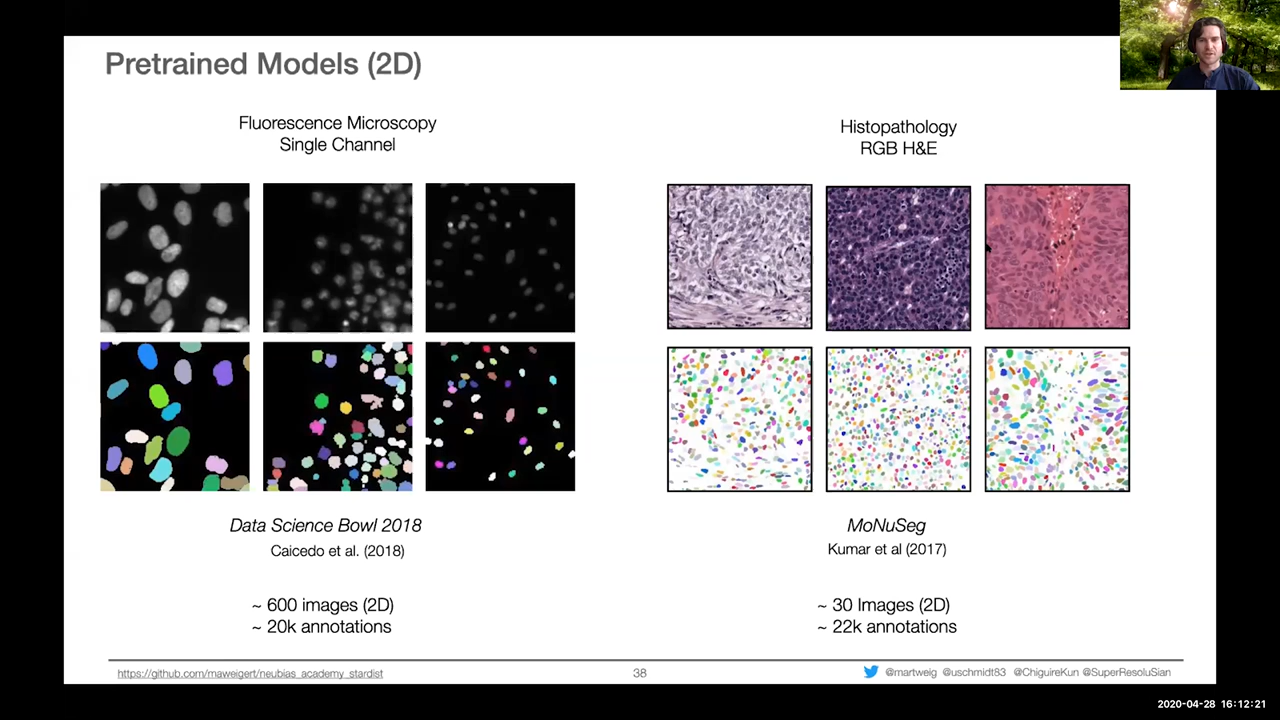 Pretrained Models (2D)
Fluorescence Microscopy
Single Channel
Histopathology
RGB H&E
Data Science Bowl 2018
Caicedo et al. (2018)
MoNuSeg
Kumar et al (2017)
~ 600 images (2D)
~ 20k annotations
~ 30 Images (2D)
~ 22k annotations
https://github.com/maweigert/neubias_academy_stardist
38
@martweig @uschmidt83 @ChiguireKun @SuperResoluSian
2020-04-28 16:12:21